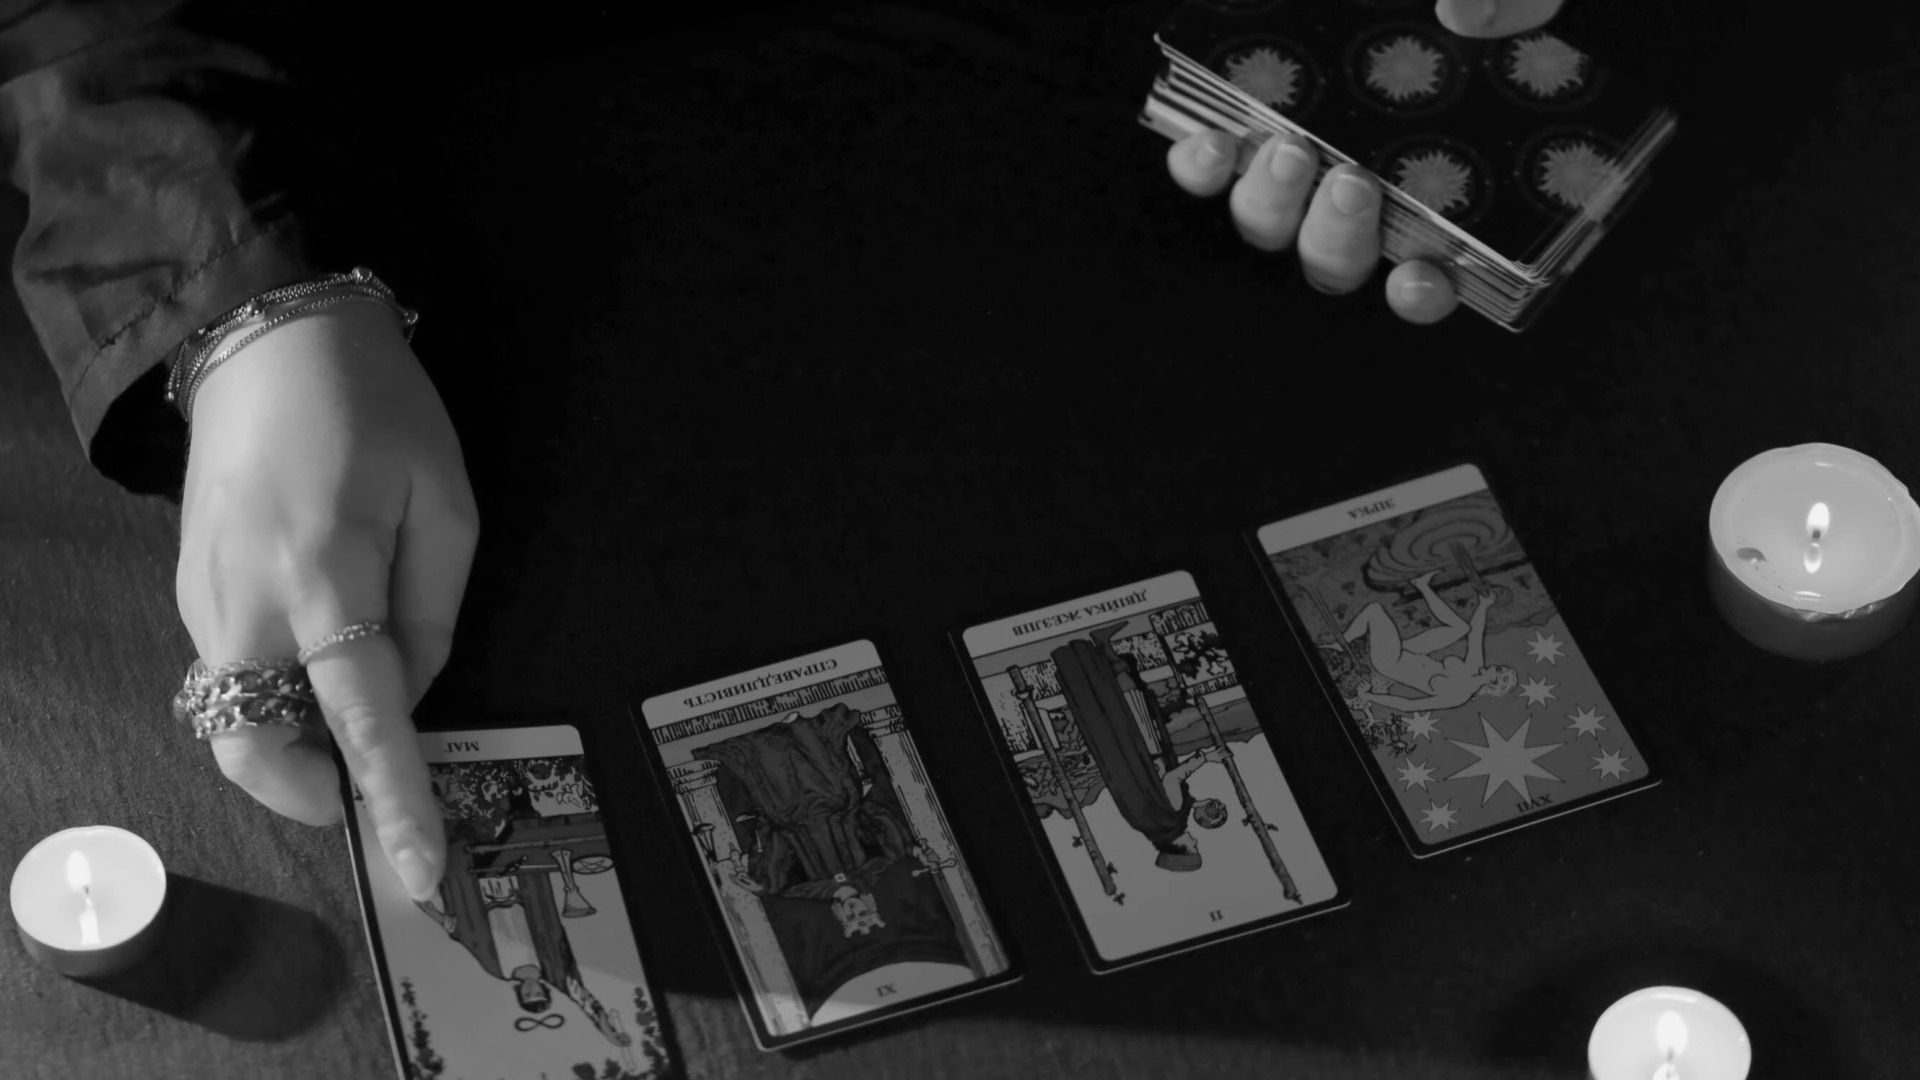 МАГ
СПРАВЕДЛИВІСТЬ
XI
ДВІЙКА ЖЕЗЛІВ
II
ЗІРКА
XVII